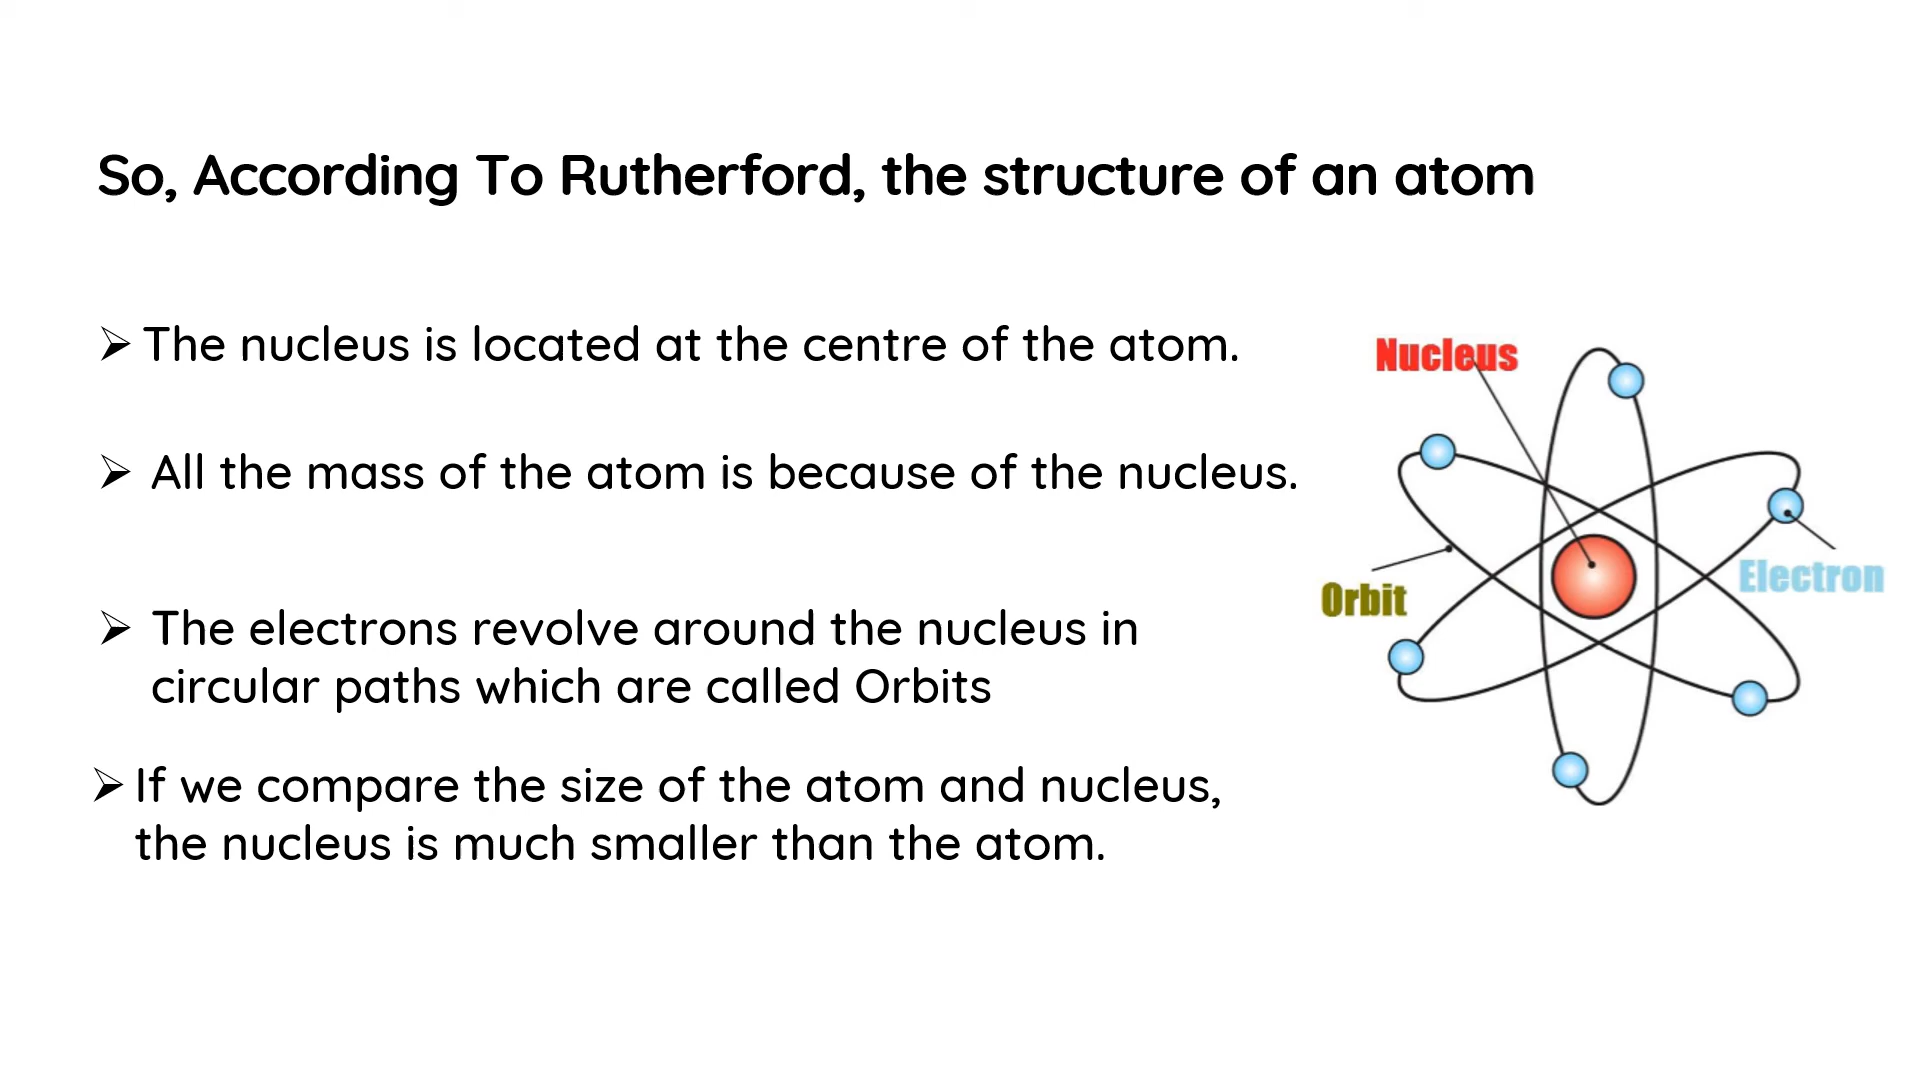 So, According To Rutherford, the structure of an atom
➢ The nucleus is located at the centre of the atom.
➢ All the mass of the atom is because of the nucleus.
➢ The electrons revolve around the nucleus in
circular paths which are called Orbits
➢ If we compare the size of the atom and nucleus,
the nucleus is much smaller than the atom.
Nucleus
Electron
Orbit